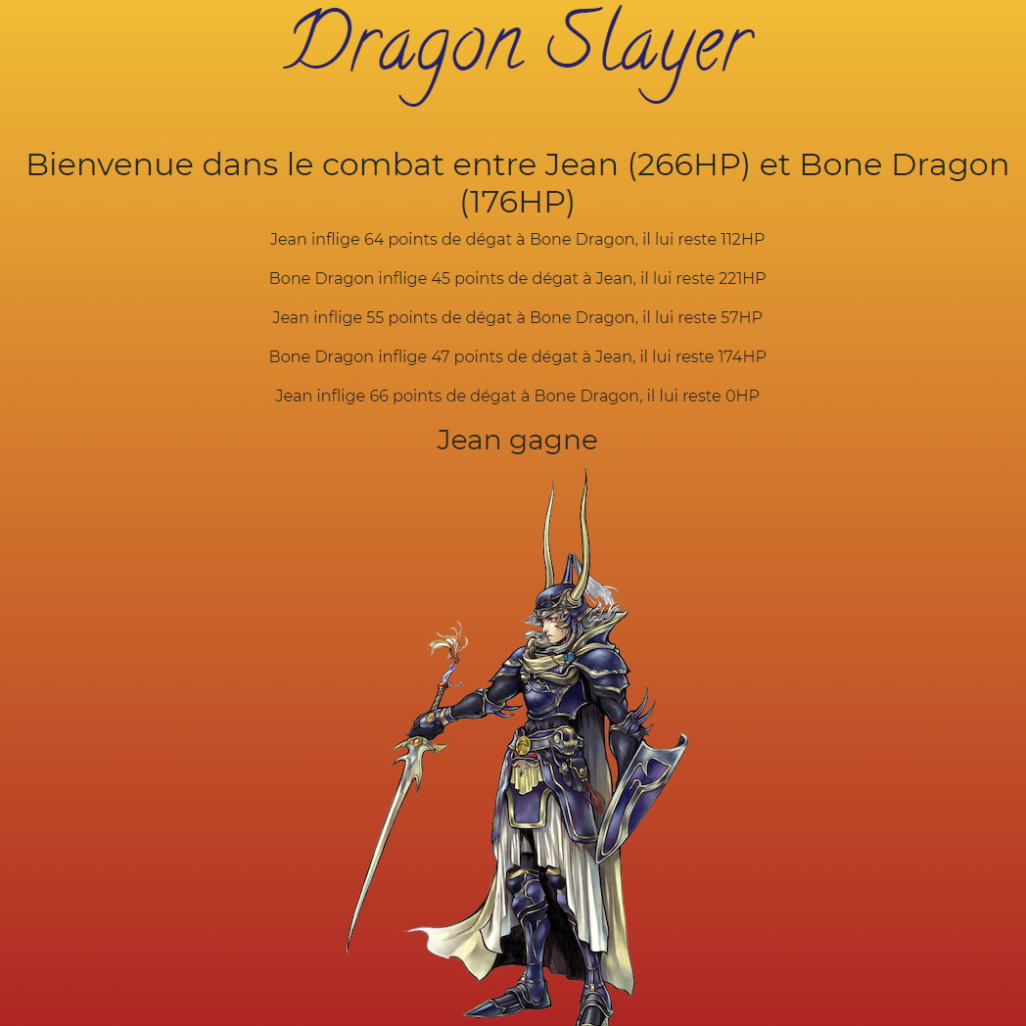 Dragon Slayer
Bienvenue dans le combat entre Jean (266HP) et Bone Dragon
(176HP)
Jean inflige 64 points de dégat à Bone Dragon, il lui reste 112HP
Bone Dragon inflige 45 points de dégat à Jean, il lui reste 221HP
Jean inflige 55 points de dégat à Bone Dragon, il lui reste 57HP
Bone Dragon inflige 47 points de dégat à Jean, il lui reste 174HP
Jean inflige 66 points de dégat à Bone Dragon, il lui reste 0HP
Jean gagne